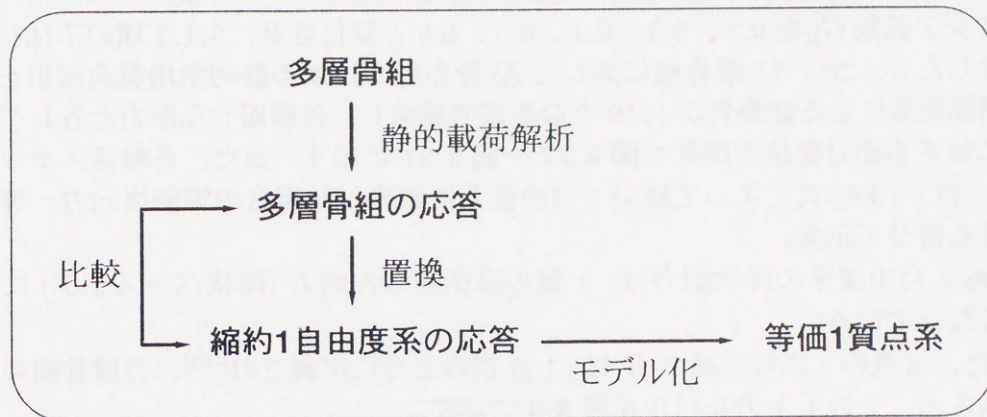 多層骨組
静的載荷解析
多層骨組の応答
比較
置換
縮約1自由度系の応答
等価1質点系
モデル化